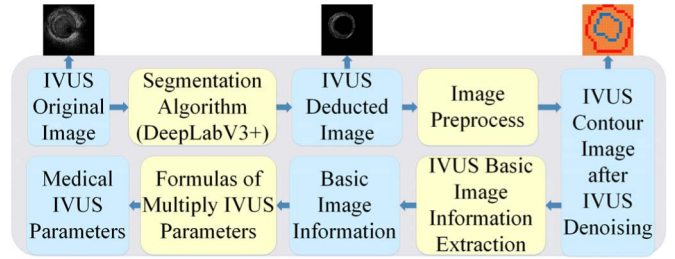 IVUS
Original
Image
Segmentation
Algorithm
(DeepLabV3+)
IVUS
Deducted
Image
Image
Preprocess
IVUS
Contour
Image
after
IVUS
Denoising
IVUS Basic
Image
Information
Extraction
Basic
Image
Information
Formulas of
Multiply IVUS
Parameters
Medical
IVUS
Parameters